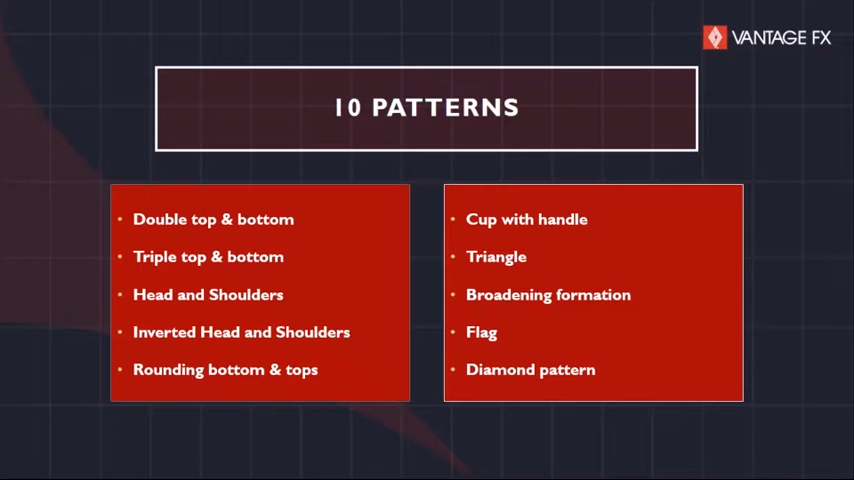 VANTAGE FX
10 PATTERNS
• Double top & bottom
• Triple top & bottom
• Head and Shoulders
• Inverted Head and Shoulders
• Rounding bottom & tops
• Cup with handle
• Triangle
• Broadening formation
• Flag
• Diamond pattern